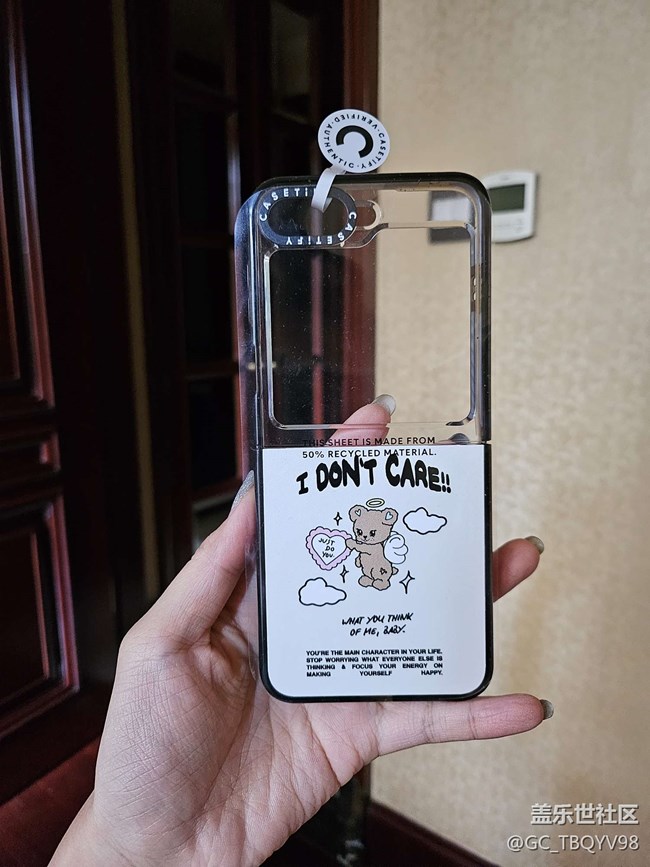 CASETIFY VERIFIED · AUTHENTIC ·
CASETiFY
CASETiFY
THIS SHEET IS MADE FROM
50% RECYCLED MATERIAL.
I DON'T CARE!!
JUST
DO
YOU.
WHAT YOU THINK
OF ME, BABY.
YOU'RE THE MAIN CHARACTER IN YOUR LIFE.
STOP WORRYING WHAT EVERYONE ELSE IS
THINKING & FOCUS YOUR ENERGY ON
MAKING YOURSELF HAPPY.
盖乐世社区
@GC_TBQYV98